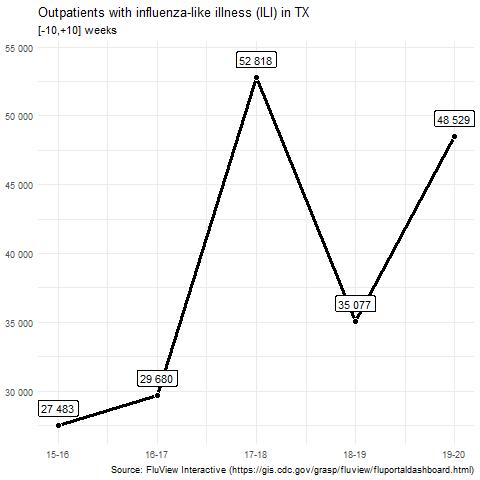 Outpatients with influenza-like illness (ILI) in TX
[-10,+10] weeks
55 000
52 818
50 000
48 529
45 000
40 000
35 077
35 000
30 000
29 680
27 483
15-16 16-17 17-18 18-19 19-20
Source: FluView Interactive (https://gis.cdc.gov/grasp/fluview/fluportaldashboard.html)